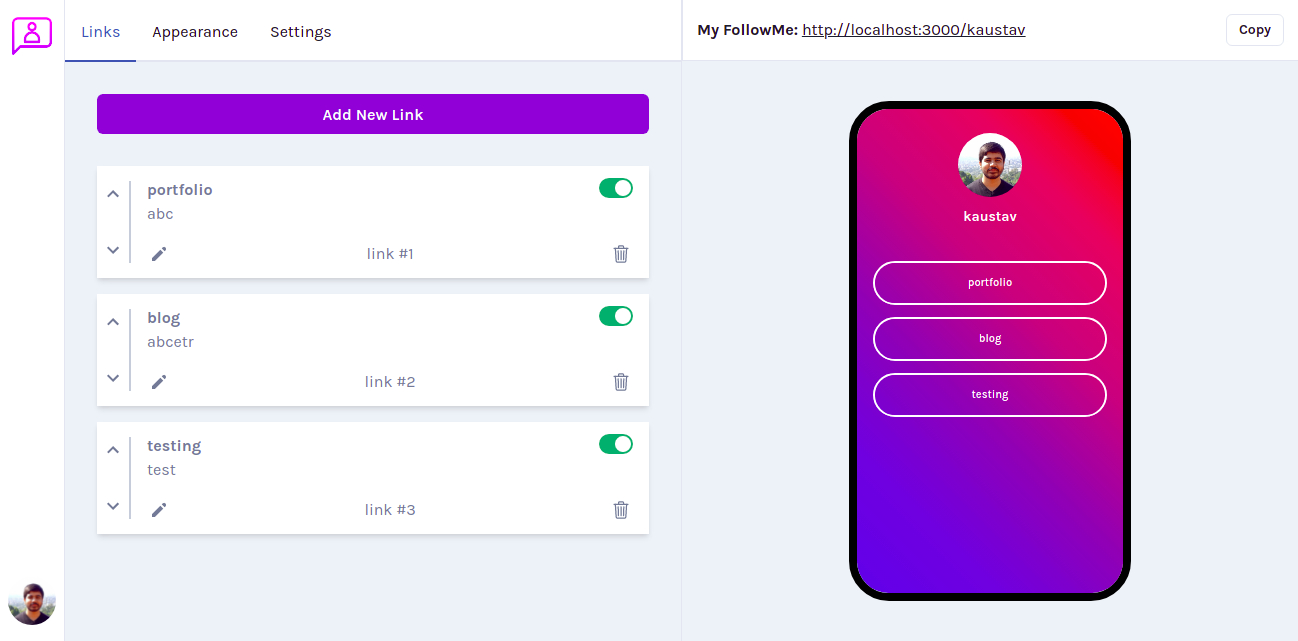 Links Appearance Settings
My FollowMe: http://localhost:3000/kaustav
Copy
Add New Link
portfolio
abc
link #1
blog
abcetr
link #2
testing
test
link #3
kaustav
portfolio
blog
testing